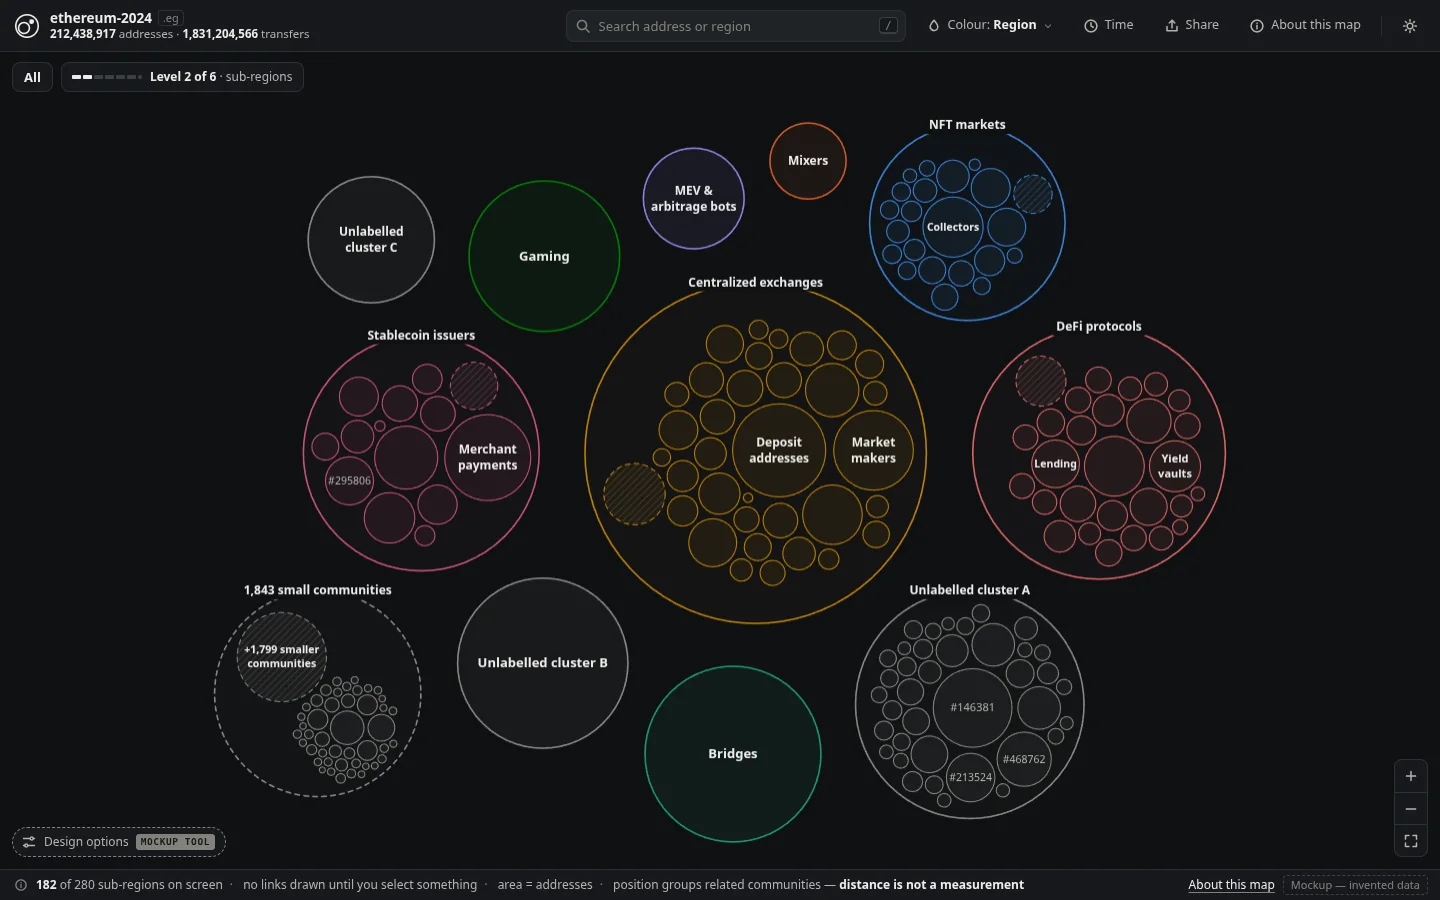 ethereum-2024 .eg
212,438,917 addresses · 1,831,204,566 transfers
Search address or region /
Colour: Region
Time
Share
About this map
All
Level 2 of 6 · sub-regions
NFT markets
Mixers
MEV &
arbitrage bots
Collectors
Unlabelled
cluster C
Gaming
Centralized exchanges
Stablecoin issuers
DeFi protocols
Merchant
payments
#295806
Deposit
addresses
Market
makers
Lending
Yield
vaults
1,843 small communities
+1,799 smaller
communities
Unlabelled cluster B
Unlabelled cluster A
#146381
#468762
#213524
Bridges
+
−
Design options MOCKUP TOOL
182 of 280 sub-regions on screen · no links drawn until you select something · area = addresses · position groups related communities — distance is not a measurement
About this map
Mockup — invented data